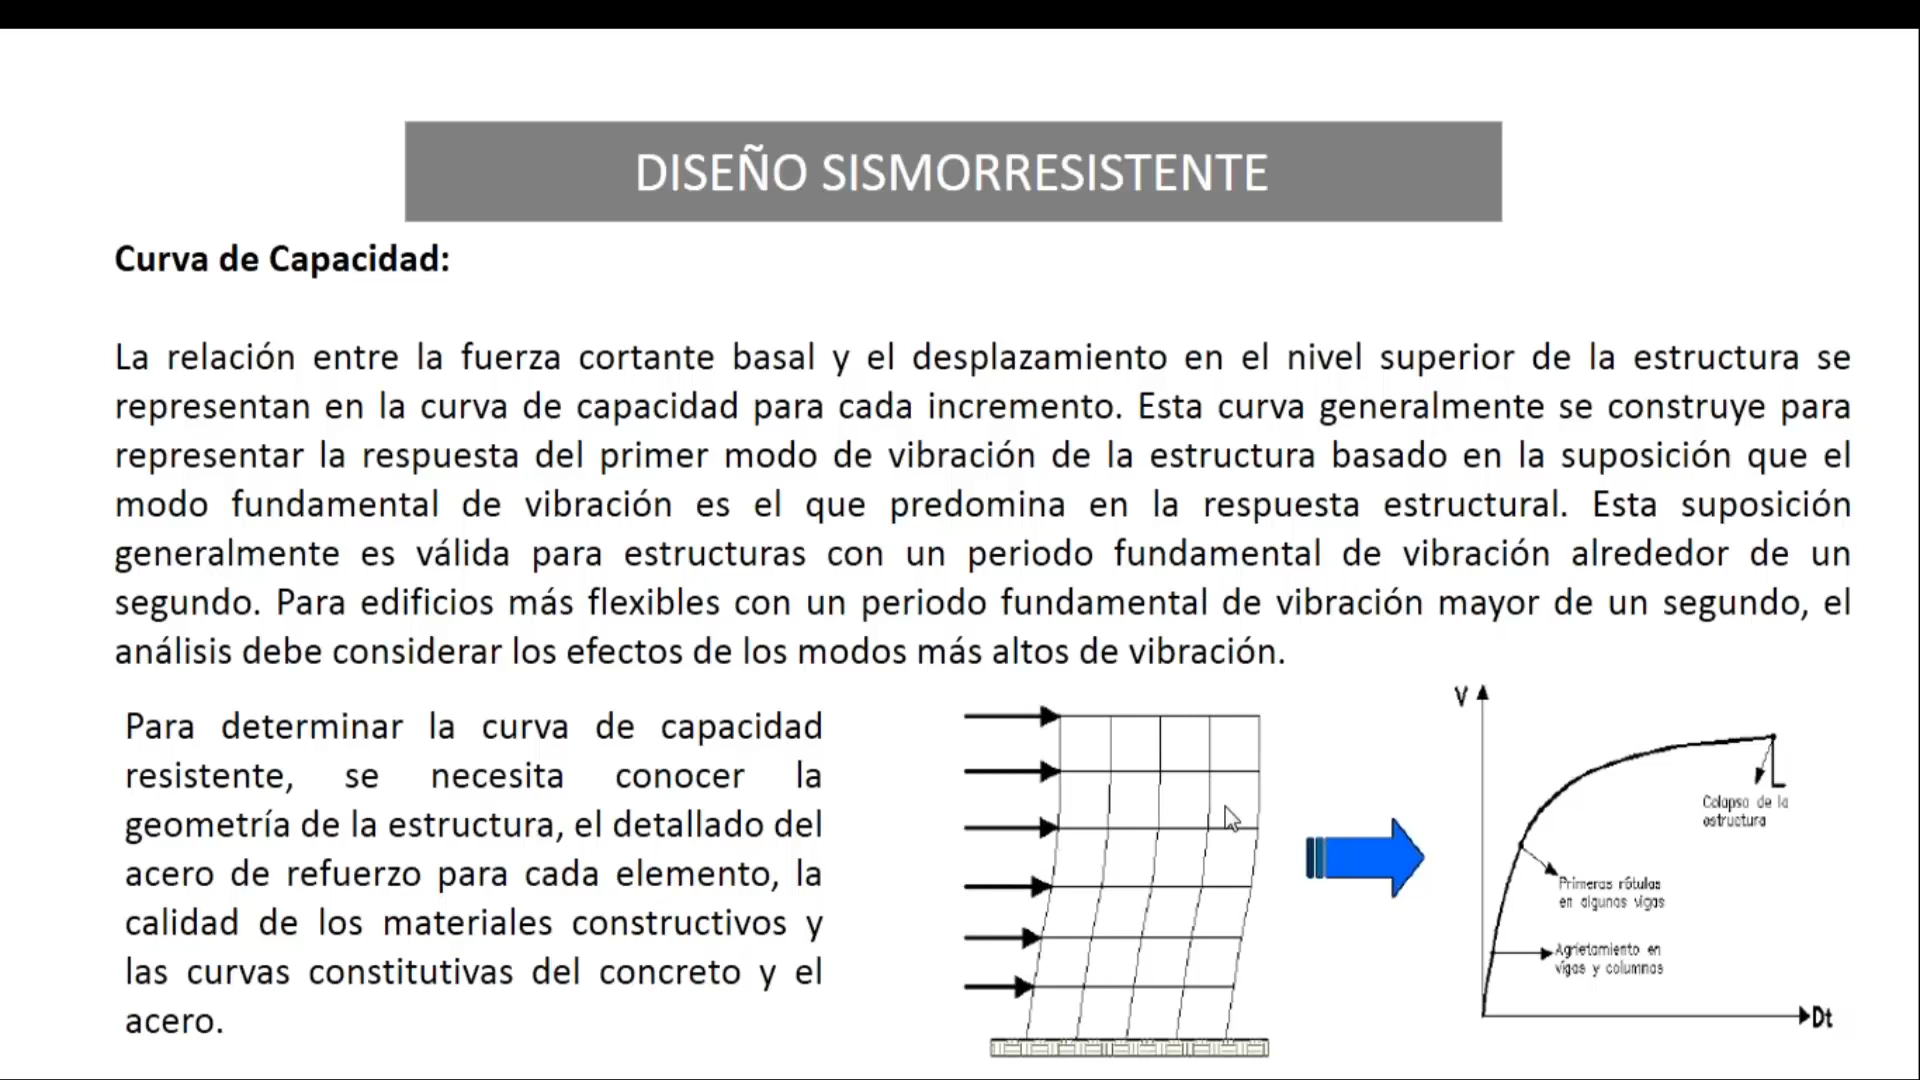 DISEÑO SISMORRESISTENTE
Curva de Capacidad:
La relación entre la fuerza cortante basal y el desplazamiento en el nivel superior de la estructura se
representan en la curva de capacidad para cada incremento. Esta curva generalmente se construye para
representar la respuesta del primer modo de vibración de la estructura basado en la suposición que el
modo fundamental de vibración es el que predomina en la respuesta estructural. Esta suposición
generalmente es válida para estructuras con un periodo fundamental de vibración alrededor de un
segundo. Para edificios más flexibles con un periodo fundamental de vibración mayor de un segundo, el
análisis debe considerar los efectos de los modos más altos de vibración.
Para determinar la curva de capacidad
resistente, se necesita conocer la
geometría de la estructura, el detallado del
acero de refuerzo para cada elemento, la
calidad de los materiales constructivos y
las curvas constitutivas del concreto y el
acero.
V
Colapso de la
estructura
Primeras rótulas
en algunas vigas
Agrietamiento en
vigas y columnas
Dt